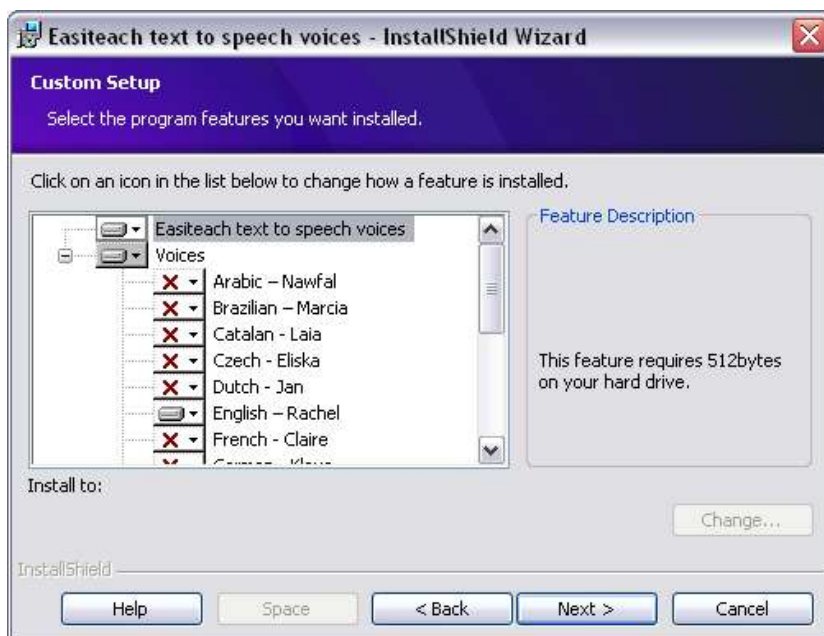 Easiteach text to speech voices - InstallShield Wizard
Custom Setup
Select the program features you want installed.
Click on an icon in the list below to change how a feature is installed.
Easiteach text to speech voices
Voices
Arabic – Nawfal
Brazilian – Marcia
Catalan - Laia
Czech - Eliska
Dutch - Jan
English – Rachel
French - Claire
Feature Description
This feature requires 512bytes
on your hard drive.
Install to:
Change...
InstallShield
Help
Space
< Back
Next >
Cancel